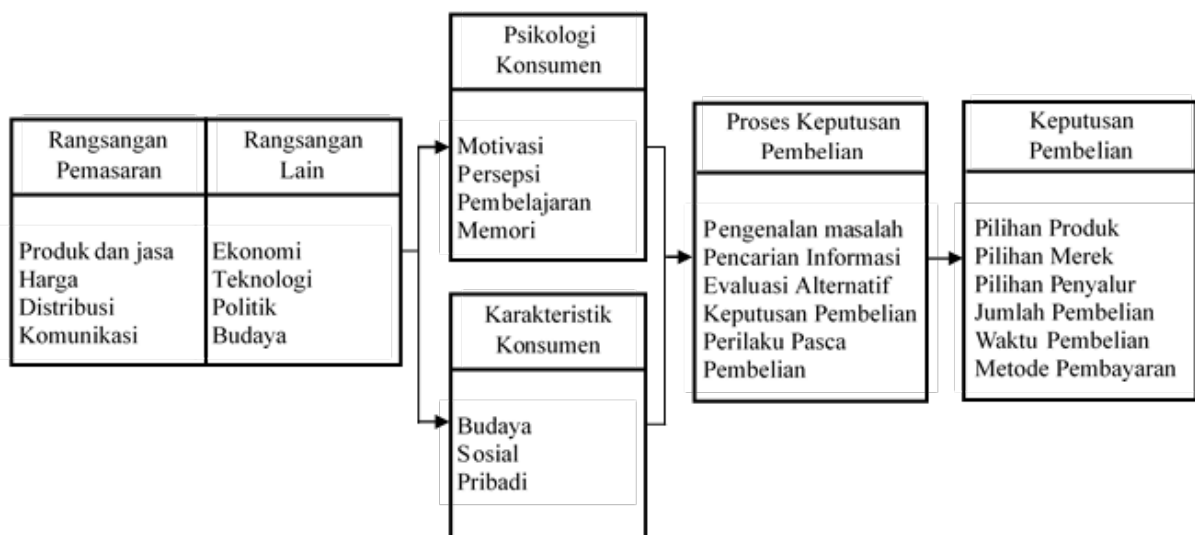 Rangsangan
Pemasaran
Produk dan jasa
Harga
Distribusi
Komunikasi
Rangsangan
Lain
Ekonomi
Teknologi
Politik
Budaya
Psikologi
Konsumen
Motivasi
Persepsi
Pembelajaran
Memori
Karakteristik
Konsumen
Budaya
Sosial
Pribadi
Proses Keputusan
Pembelian
Pengenalan masalah
Pencarian Informasi
Evaluasi Alternatif
Keputusan Pembelian
Perilaku Pasca
Pembelian
Keputusan
Pembelian
Pilihan Produk
Pilihan Merek
Pilihan Penyalur
Jumlah Pembelian
Waktu Pembelian
Metode Pembayaran